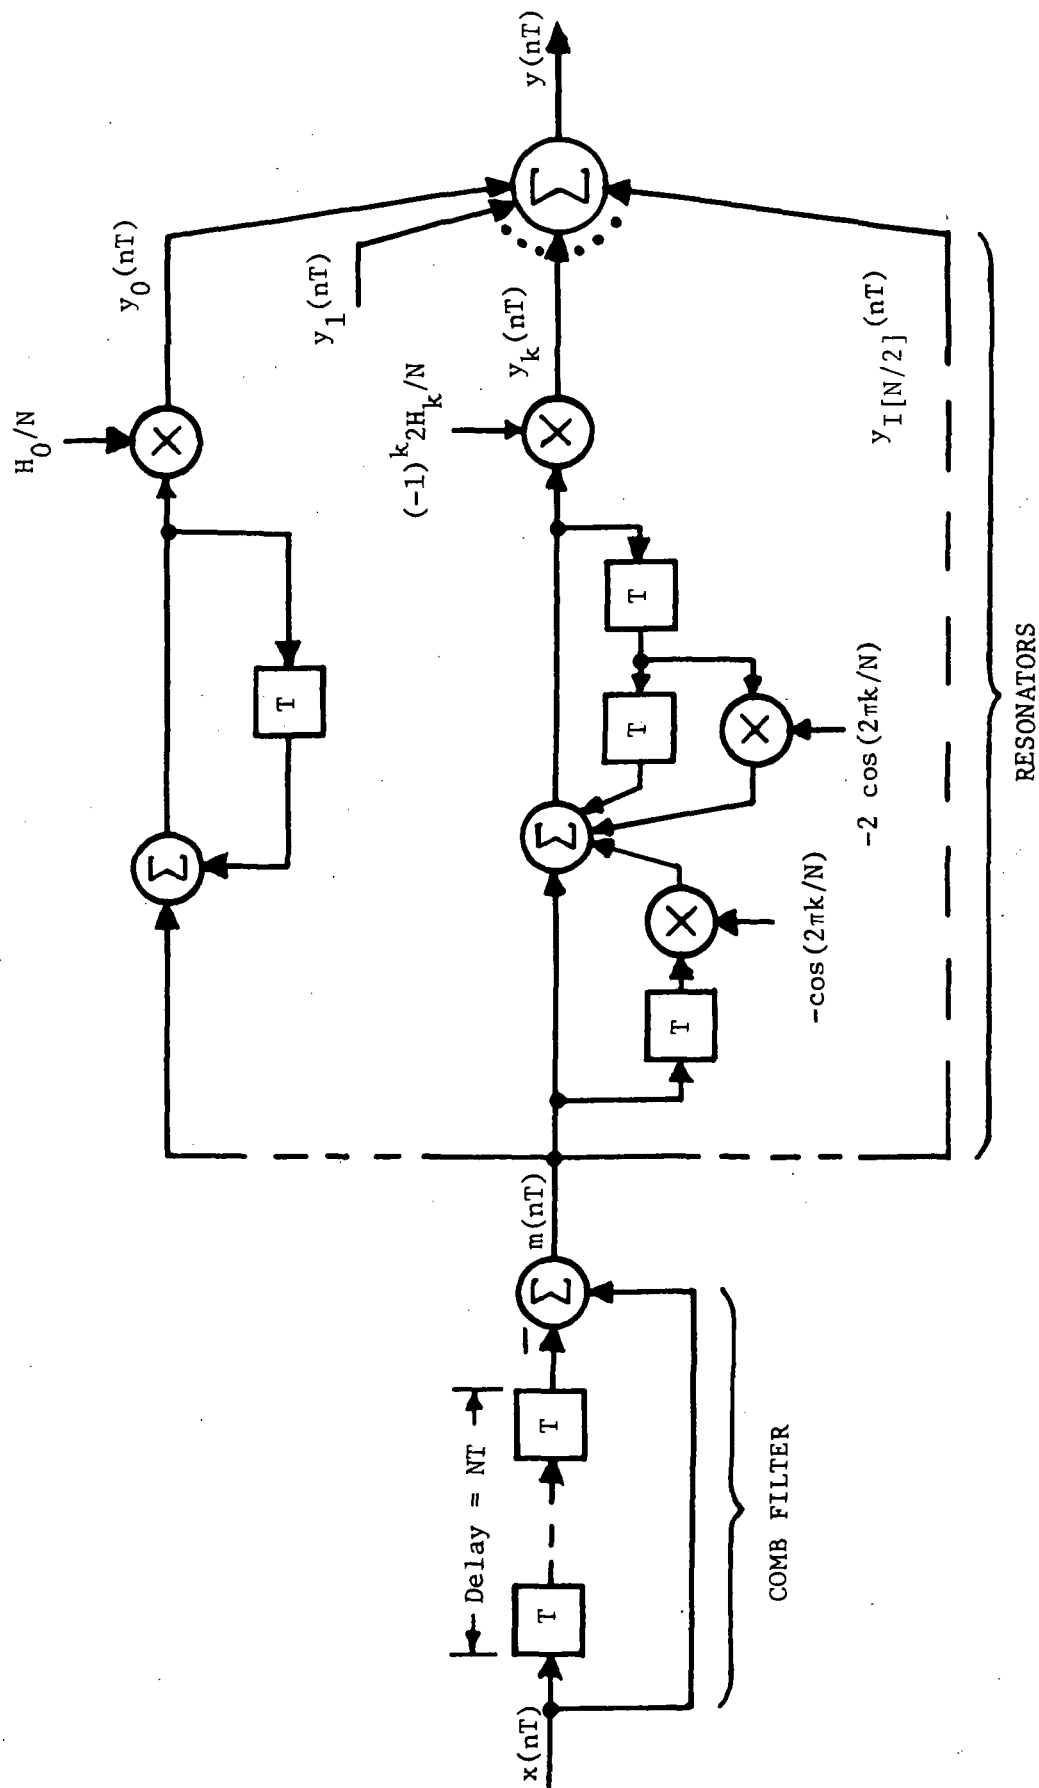 x(nT)
T
T
Delay = NT
−
Σ
m(nT)
COMB FILTER
Σ
T
×
H0/N
y0(nT)
y1(nT)
T
×
-cos(2πk/N)
Σ
T
T
×
-2 cos(2πk/N)
×
(-1)^k 2Hk/N
yk(nT)
yI[N/2](nT)
Σ
y(nT)
RESONATORS